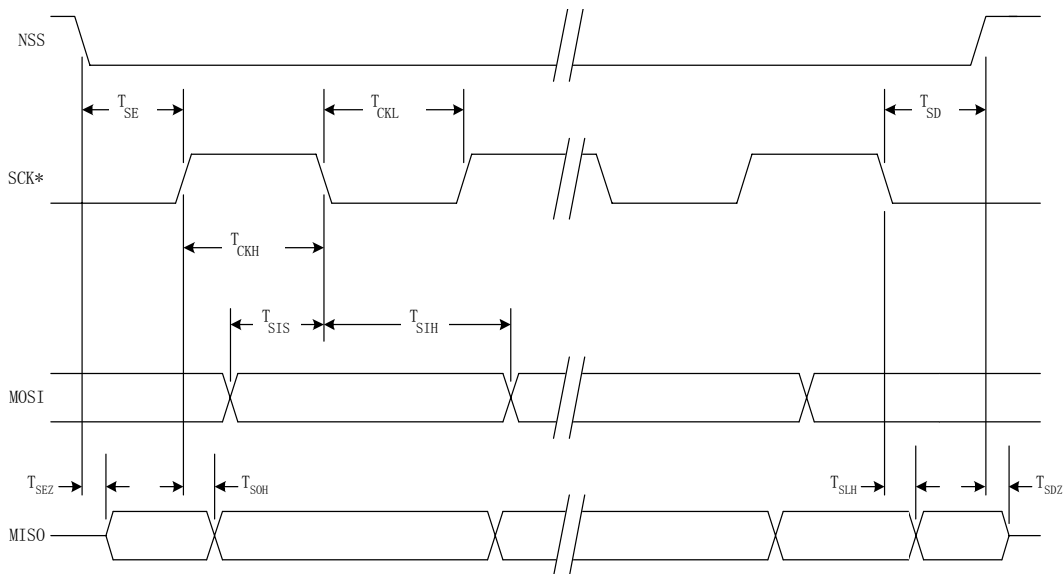 NSS
T_SE
T_CKL
T_SD
SCK*
T_CKH
T_SIS
T_SIH
MOSI
T_SEZ
T_SOH
T_SLH
T_SDZ
MISO